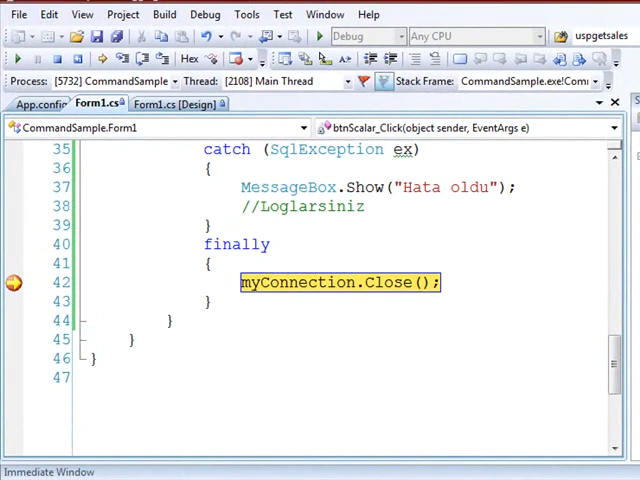 File Edit View Project Build Debug Data Tools Test Window Help
Debug Any CPU uspgetsales
Hex
Process: [5732] CommandSample Thread: [2108] Main Thread Stack Frame: CommandSample.exe!Com
App.config Form1.cs Form1.cs [Design]
CommandSample.Form1 btnScalar_Click(object sender, EventArgs e)
35 catch (SqlException ex)
36 {
37 MessageBox.Show("Hata oldu");
38 //Loglarsiniz
39 }
40 finally
41 {
42 myConnection.Close();
43 }
44 }
45 }
46 }
47
Immediate Window